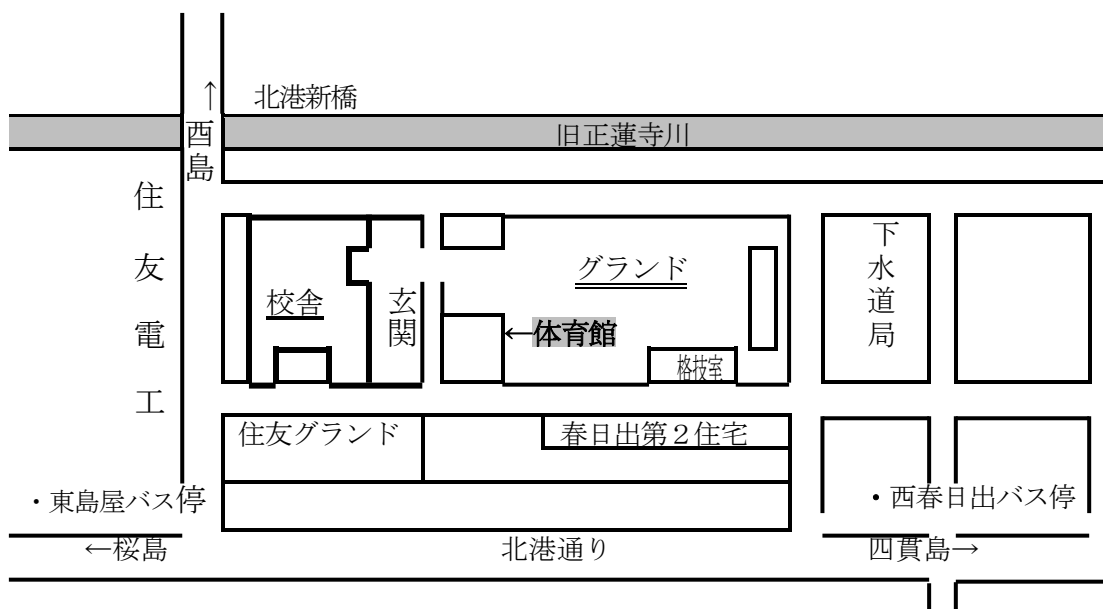 北港新橋
↑
酉島
旧正蓮寺川
住友電工
校舎
玄関
グランド
←体育館
格技室
下水道局
住友グランド
春日出第２住宅
・東島屋バス停
・西春日出バス停
←桜島
北港通り
四貫島→